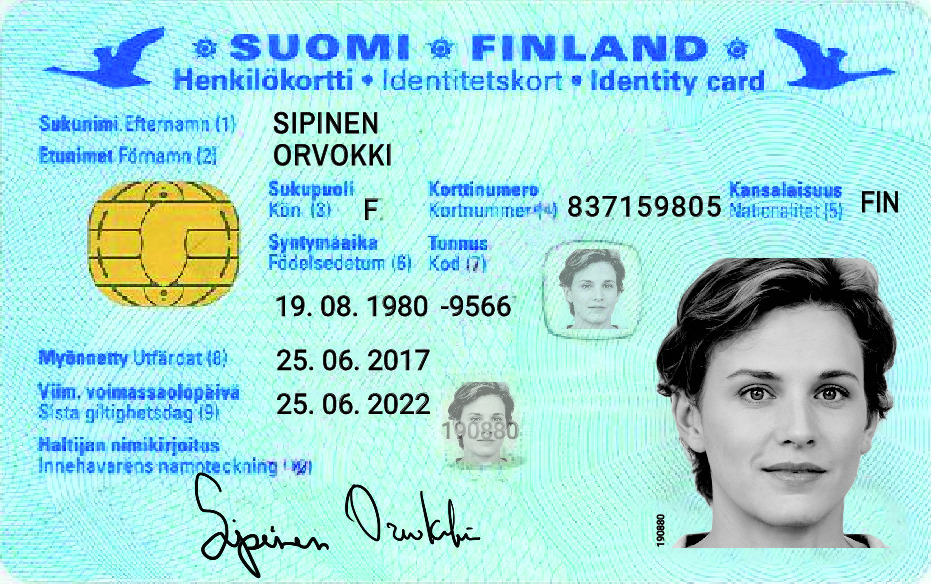 SUOMI FINLAND
Henkilökortti • Identitetskort • Identity card
Sukunimi Efternamn (1) SIPINEN
Etunimet Förnamn (2) ORVOKKI
Sukupuoli Korttinumero Kansalaisuus
Kön (3) F Kortnummer (4) 837159805 Nationalitet (5) FIN
Syntymäaika Tunnus
Födelsedatum (6) Kod (7)
19. 08. 1980 -9566
Myönnetty Utfärdat (8) 25. 06. 2017
Viim. voimassaolopäivä
Sista giltighetsdag (9) 25. 06. 2022
190880
Haltijan nimikirjoitus
Innehavarens namnteckning
Sipinen Orvokki
190880